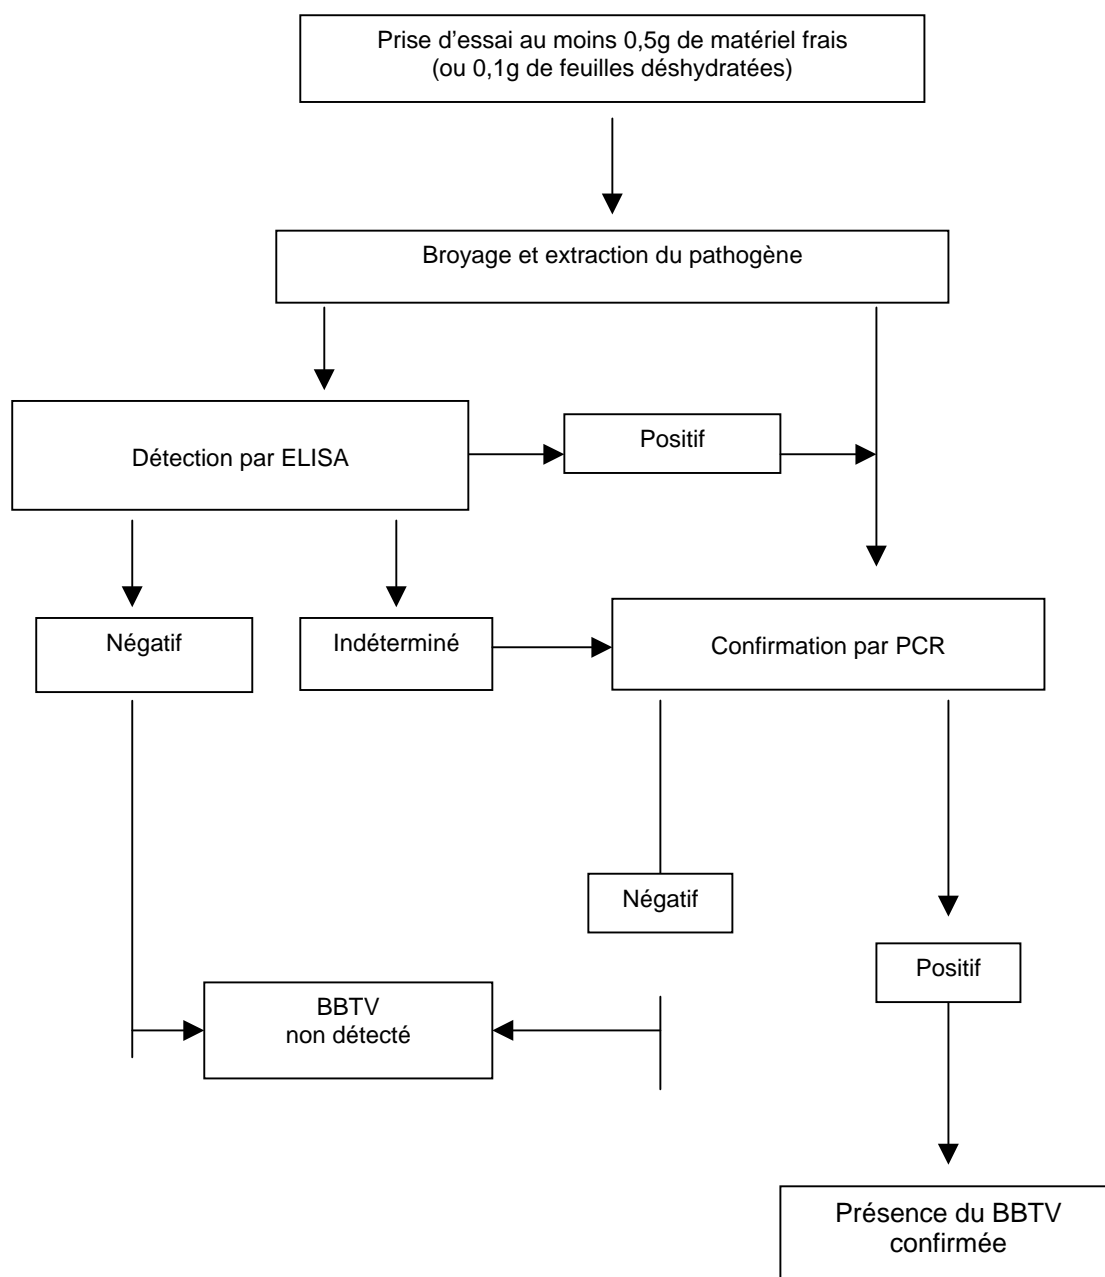 Prise d'essai au moins 0,5g de matériel frais
(ou 0,1g de feuilles déshydratées)
Broyage et extraction du pathogène
Détection par ELISA
Positif
Négatif
Indéterminé
Confirmation par PCR
Négatif
Positif
BBTV
non détecté
Présence du BBTV
confirmée